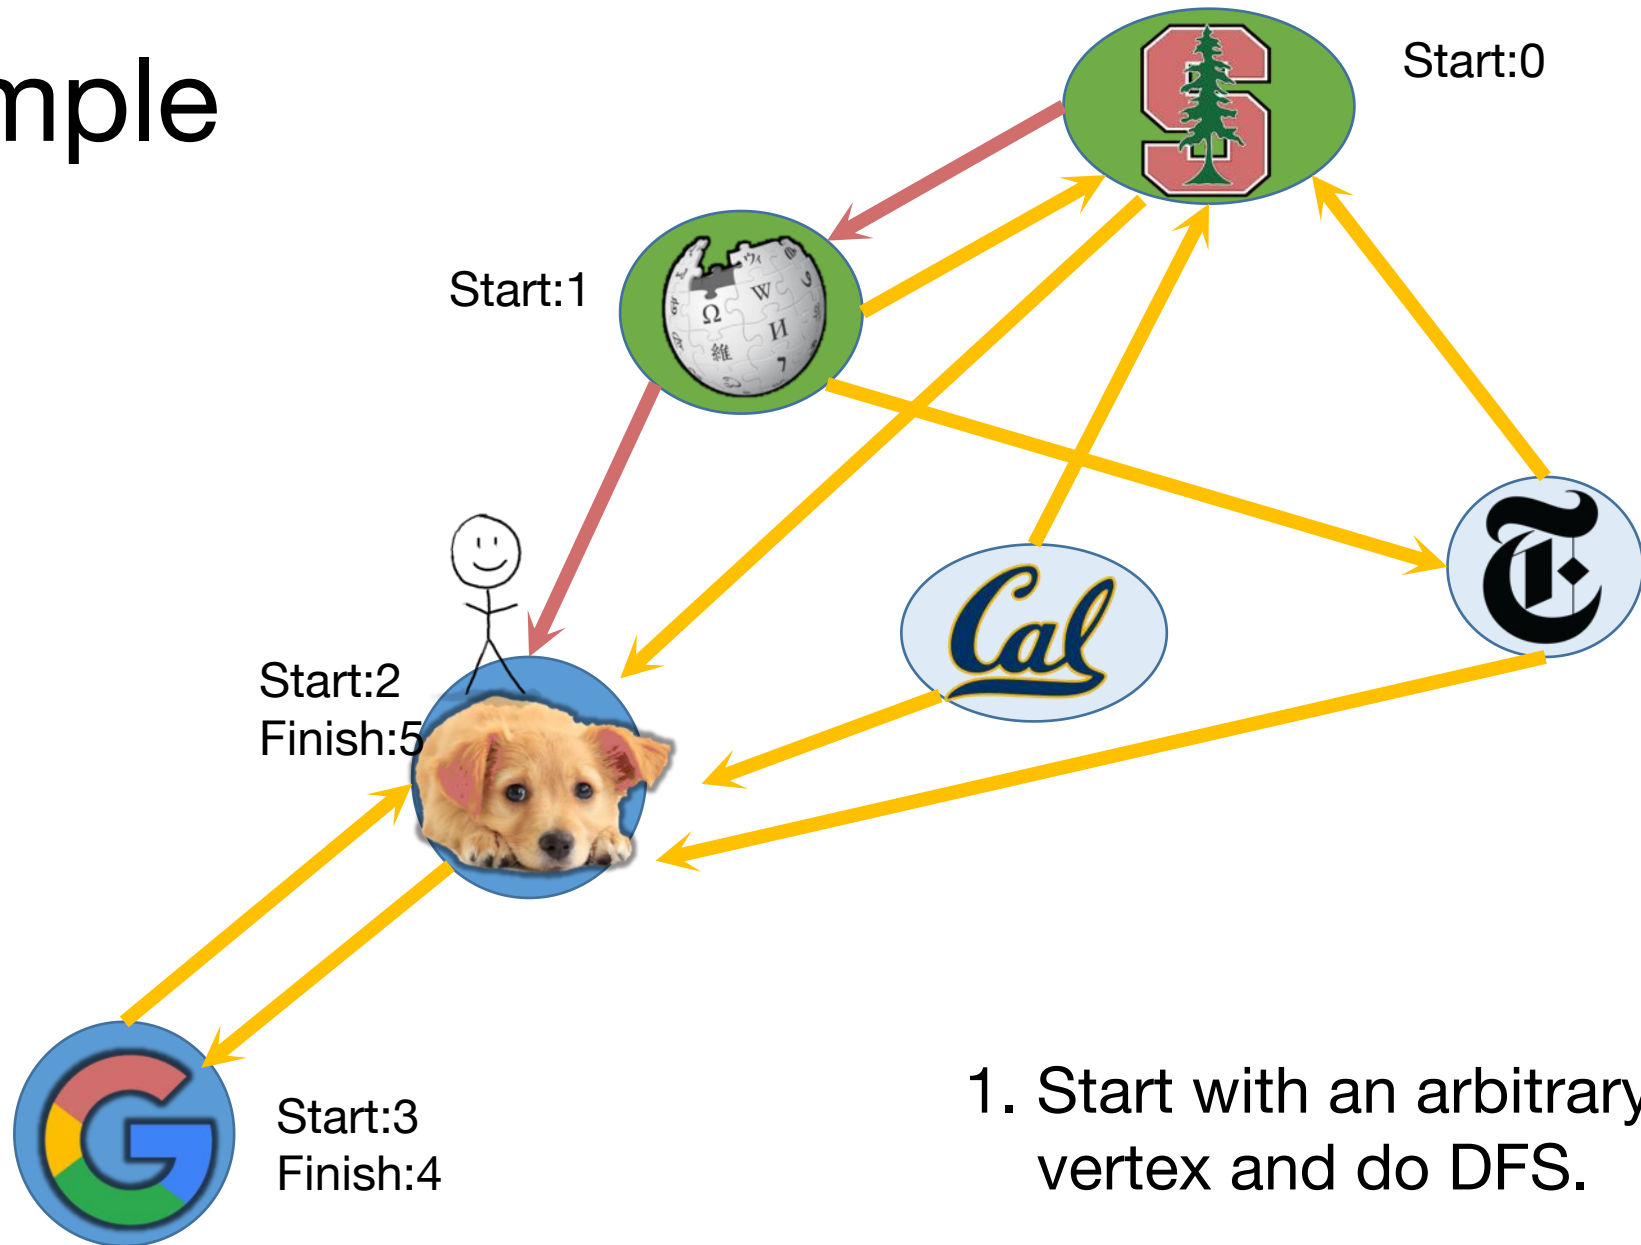 mple
Start:0
Start:1
Cal
Start:2
Finish:5
Start:3
Finish:4
1. Start with an arbitrary
vertex and do DFS.